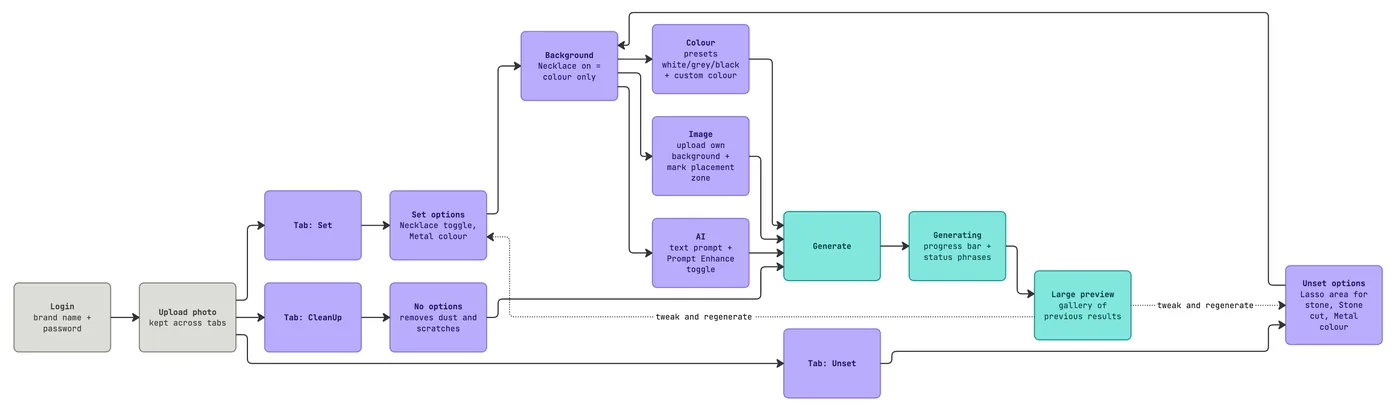 Background
Necklace on =
colour only
Colour
presets
white/grey/black
+ custom colour
Image
upload own
background +
mark placement
zone
Tab: Set
Set options
Necklace toggle,
Metal colour
AI
text prompt +
Prompt Enhance
toggle
Generate
Generating
progress bar +
status phrases
Login
brand name +
password
Upload photo
kept across tabs
Tab: CleanUp
No options
removes dust and
scratches
tweak and regenerate
Large preview
gallery of
previous results
tweak and regenerate
Unset options
Lasso area for
stone, Stone
cut, Metal
colour
Tab: Unset